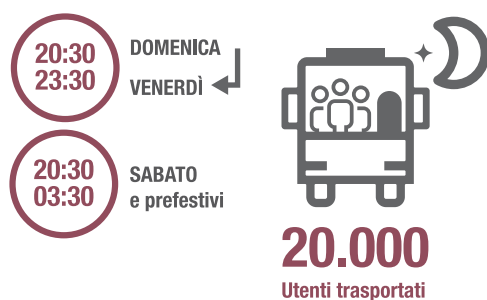 20:30
23:30
DOMENICA
VENERDÌ
20:30
03:30
SABATO
e prefestivi
20.000
Utenti trasportati